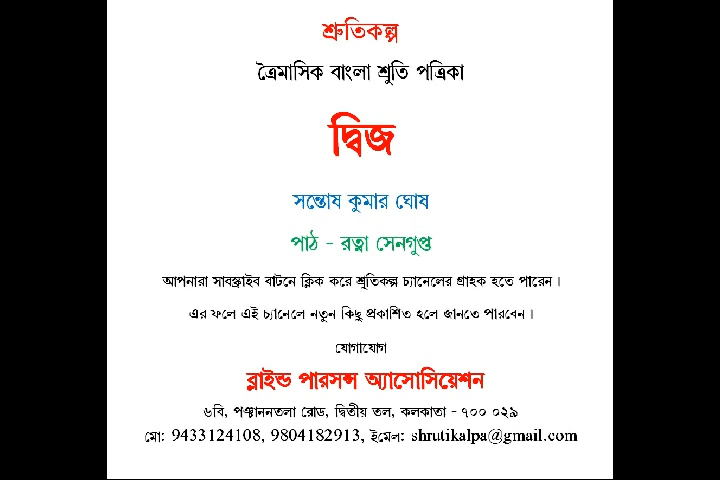 শ্রুতিকল্প
ত্রৈমাসিক বাংলা শ্রুতি পত্রিকা
দ্বিজ
সন্তোষ কুমার ঘোষ
পাঠ - রত্না সেনগুপ্ত
আপনারা সাবস্ক্রাইব বাটনে ক্লিক করে শ্রুতিকল্প চ্যানেলের গ্রাহক হতে পারেন।
এর ফলে এই চ্যানেলে নতুন কিছু প্রকাশিত হলে জানতে পারবেন।
যোগাযোগ
ব্লাইন্ড পারসন্স অ্যাসোসিয়েশন
৬বি, পঞ্চাননতলা রোড, দ্বিতীয় তল, কলকাতা - ৭০০ ০২৯
মো: 9433124108, 9804182913, ইমেল: shrutikalpa@gmail.com